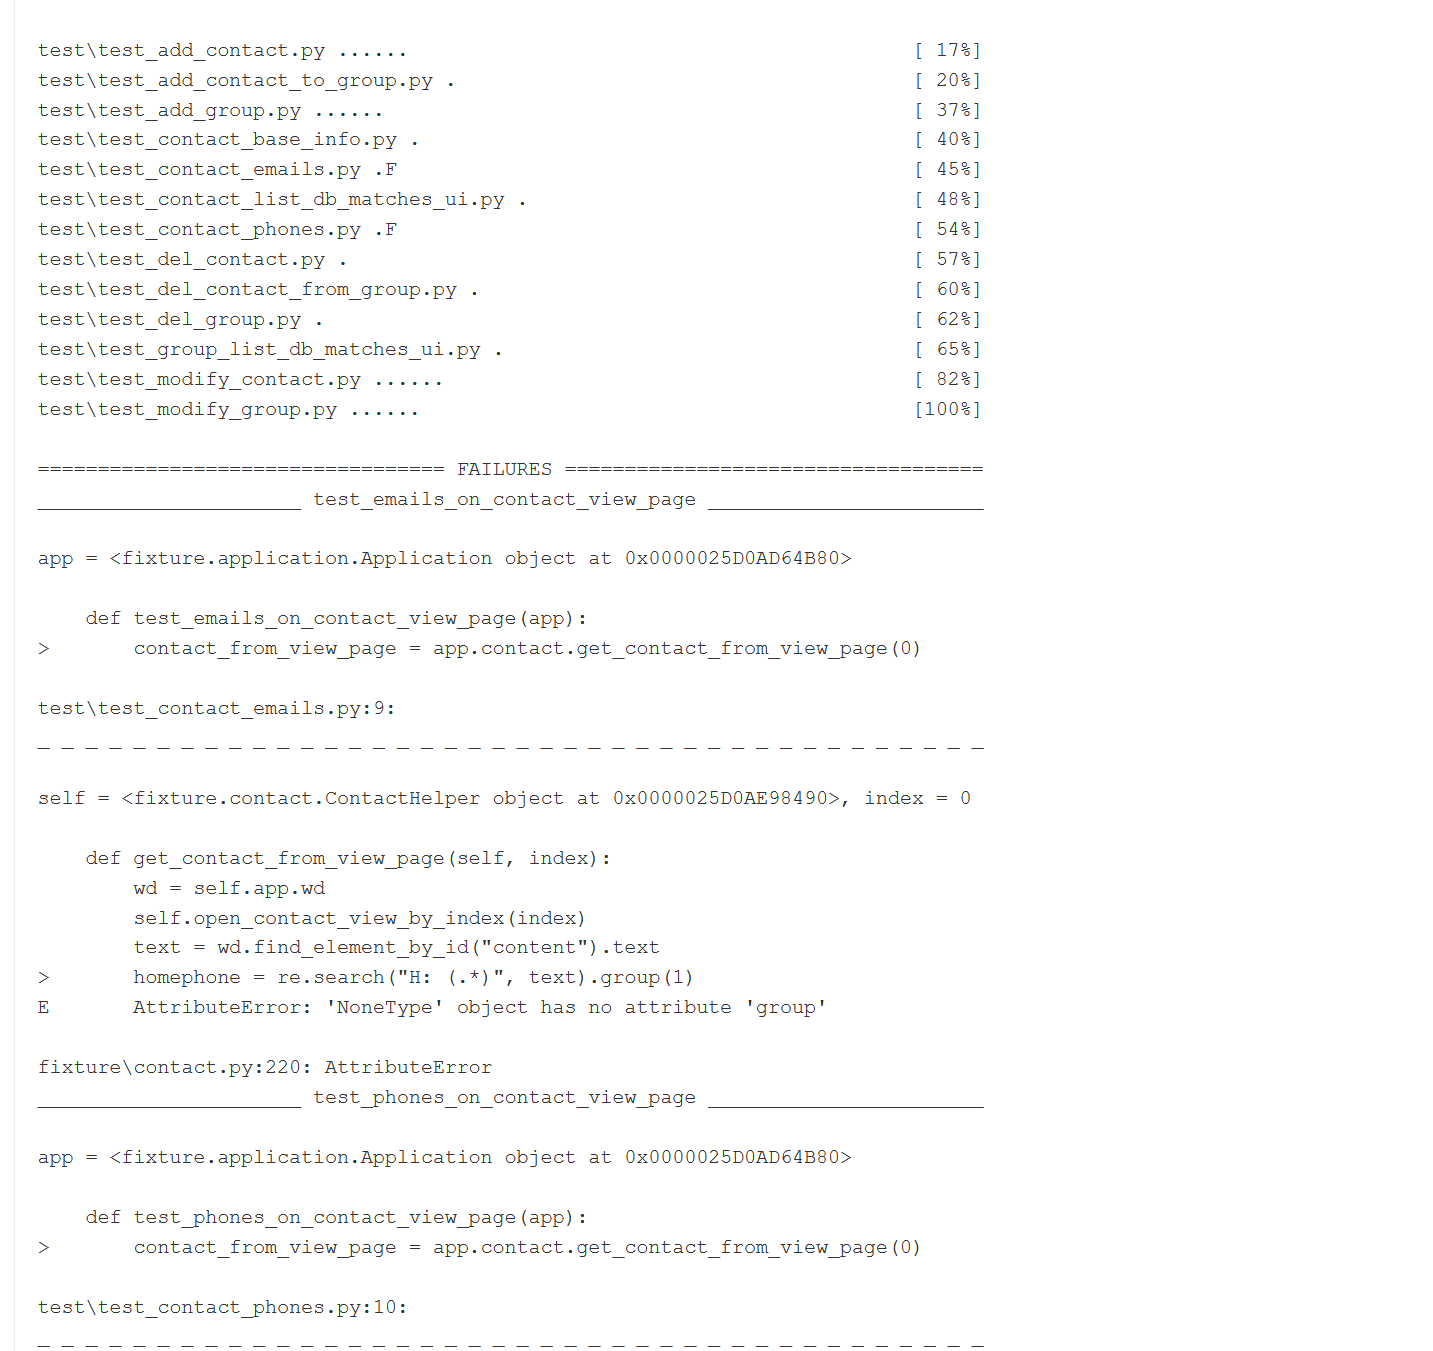 test\test_add_contact.py ...... [ 17%]
test\test_add_contact_to_group.py . [ 20%]
test\test_add_group.py ...... [ 37%]
test\test_contact_base_info.py . [ 40%]
test\test_contact_emails.py .F [ 45%]
test\test_contact_list_db_matches_ui.py . [ 48%]
test\test_contact_phones.py .F [ 54%]
test\test_del_contact.py . [ 57%]
test\test_del_contact_from_group.py . [ 60%]
test\test_del_group.py . [ 62%]
test\test_group_list_db_matches_ui.py . [ 65%]
test\test_modify_contact.py ...... [ 82%]
test\test_modify_group.py ...... [100%]
================================== FAILURES ===================================
______________________ test_emails_on_contact_view_page _______________________
app = <fixture.application.Application object at 0x0000025D0AD64B80>
    def test_emails_on_contact_view_page(app):
>       contact_from_view_page = app.contact.get_contact_from_view_page(0)
test\test_contact_emails.py:9:
_ _ _ _ _ _ _ _ _ _ _ _ _ _ _ _ _ _ _ _ _ _ _ _ _ _ _ _ _ _ _ _ _ _ _ _ _ _ _ _
self = <fixture.contact.ContactHelper object at 0x0000025D0AE98490>, index = 0
    def get_contact_from_view_page(self, index):
        wd = self.app.wd
        self.open_contact_view_by_index(index)
        text = wd.find_element_by_id("content").text
>       homephone = re.search("H: (.*)", text).group(1)
E       AttributeError: 'NoneType' object has no attribute 'group'
fixture\contact.py:220: AttributeError
______________________ test_phones_on_contact_view_page _______________________
app = <fixture.application.Application object at 0x0000025D0AD64B80>
    def test_phones_on_contact_view_page(app):
>       contact_from_view_page = app.contact.get_contact_from_view_page(0)
test\test_contact_phones.py:10:
_ _ _ _ _ _ _ _ _ _ _ _ _ _ _ _ _ _ _ _ _ _ _ _ _ _ _ _ _ _ _ _ _ _ _ _ _ _ _ _